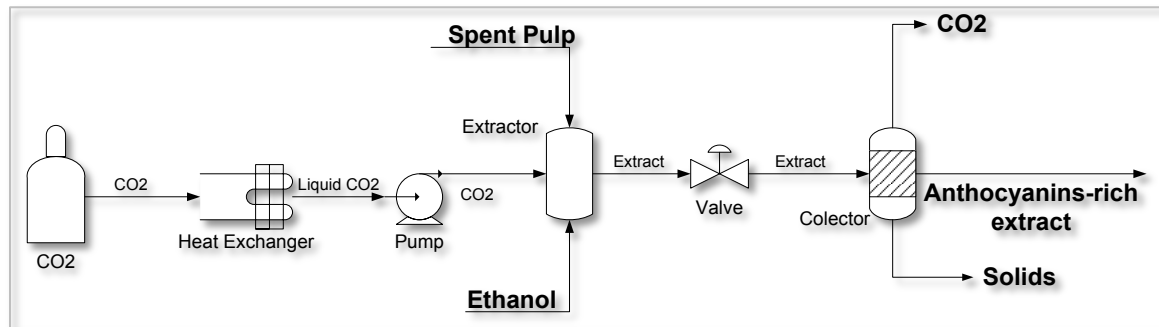 CO2
Spent Pulp
Extractor
CO2
Liquid CO2
CO2
Extract
Extract
Heat Exchanger
Pump
Valve
Colector
Anthocyanins-rich
extract
CO2
Ethanol
Solids